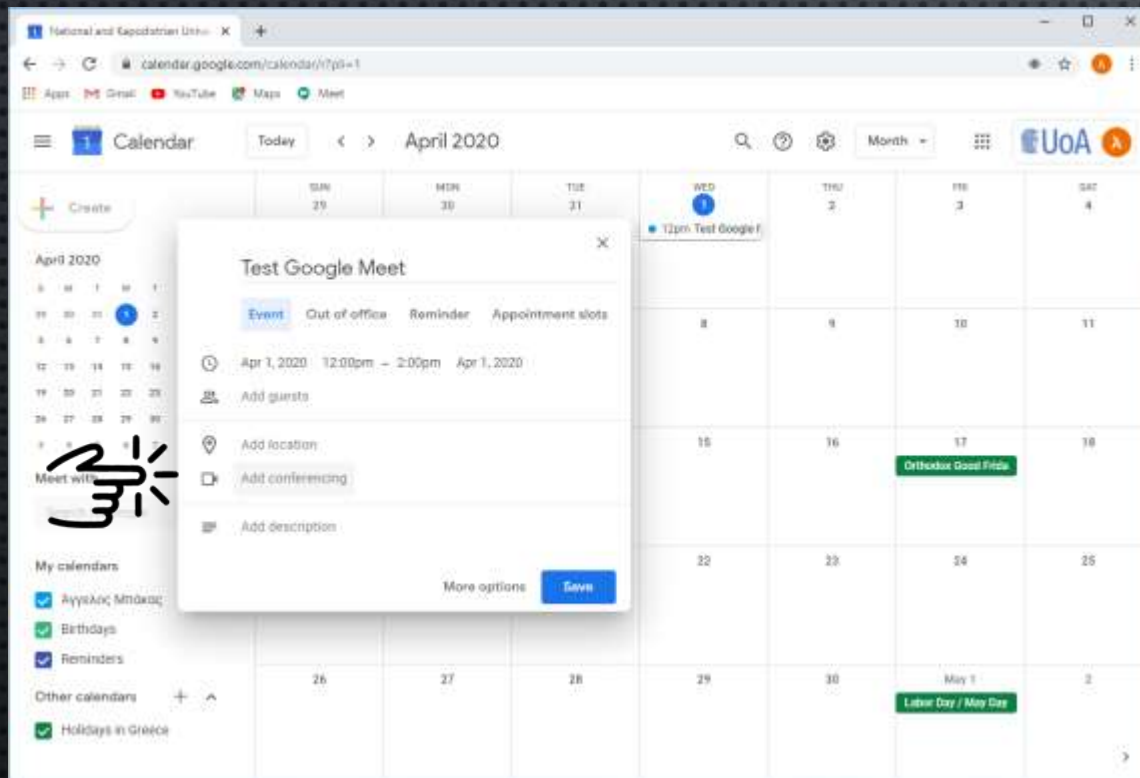 National and Kapodistrian Unive
calendar.google.com/calendar/r?pli=1
Apps Gmail YouTube Maps Meet
Calendar Today April 2020 Month UoA
Create
SUN MON TUE WED THU FRI SAT
29 30 31 1 2 3 4
12pm Test Google
April 2020
Test Google Meet
Event Out of office Reminder Appointment slots
8 9 10 11
Apr 1, 2020 12:00pm – 2:00pm Apr 1, 2020
Add guests
Add location
15 16 17 18
Orthodox Good Frida
Meet with
Add conferencing
Add description
My calendars
22 23 24 25
More options Save
Άγγελος Μπάκας
Birthdays
Reminders
26 27 28 29 30 May 1 2
Other calendars
Labor Day / May Day
Holidays in Greece